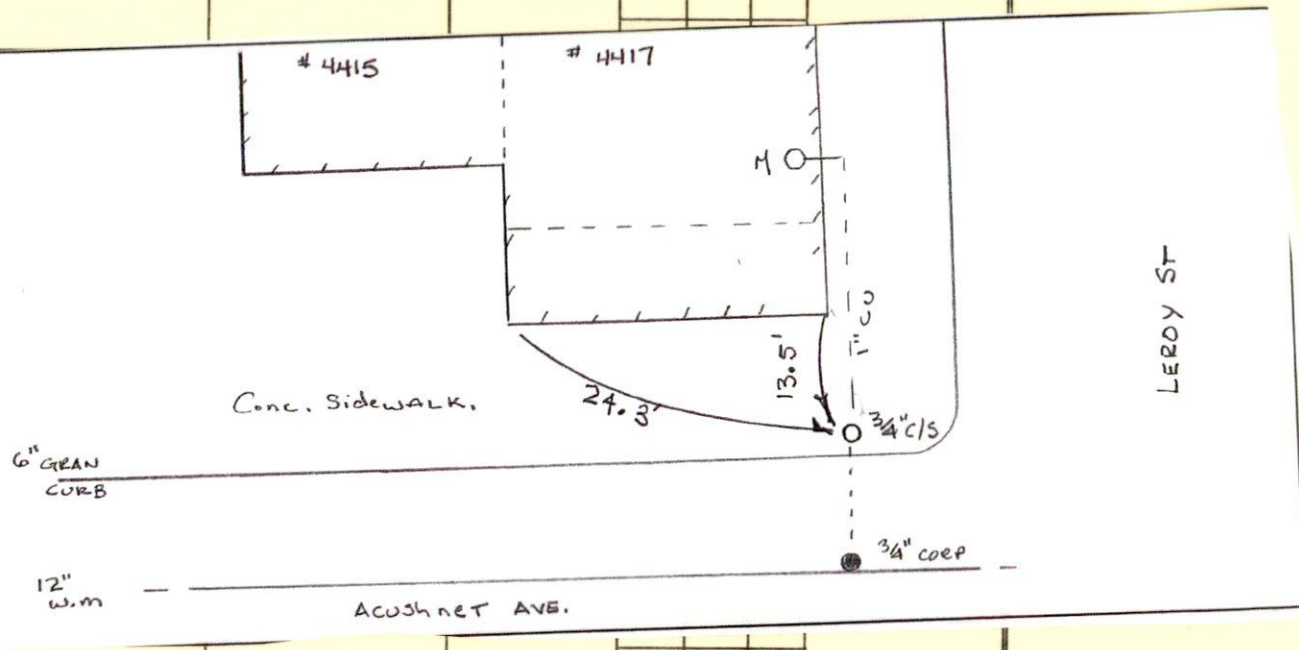 # 4415
# 4417
M
1" CU
13.5'
24.3'
LEROY ST
Conc. SIDEWALK.
3/4" C/S
6" GRAN
CURB
3/4" CORP
12"
W.M
ACUShNET AVE.